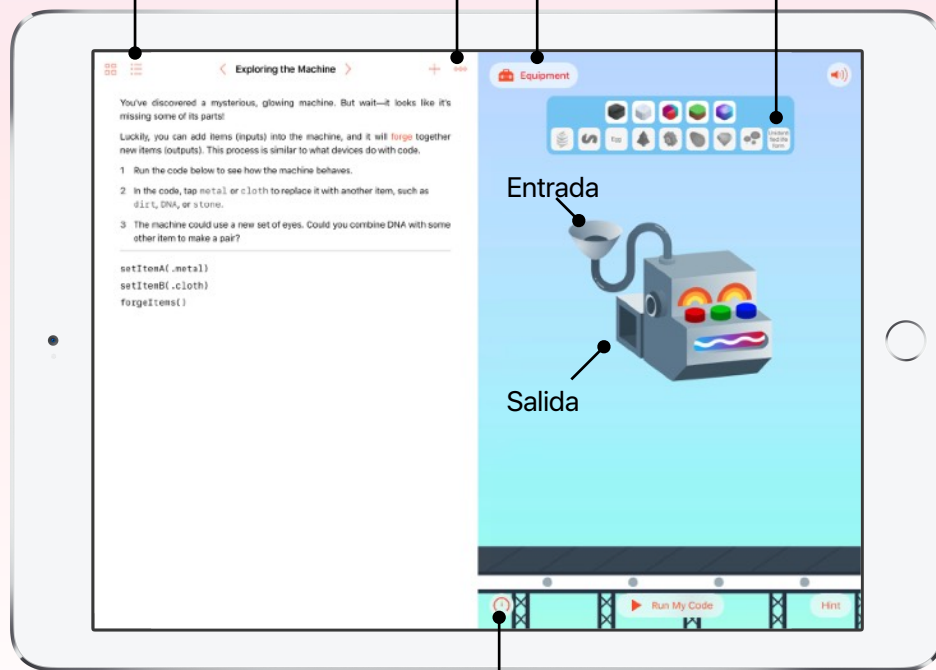 Exploring the Machine
You've discovered a mysterious, glowing machine. But wait—it looks like it's
missing some of its parts!
Luckily, you can add items (inputs) into the machine, and it will forge together
new items (outputs). This process is similar to what devices do with code.
1 Run the code below to see how the machine behaves.
2 In the code, tap metal or cloth to replace it with another item, such as
dirt, DNA, or stone.
3 The machine could use a new set of eyes. Could you combine DNA with some
other item to make a pair?
setItemA(.metal)
setItemB(.cloth)
forgeItems()
Equipment
Entrada
Salida
Run My Code
Hint